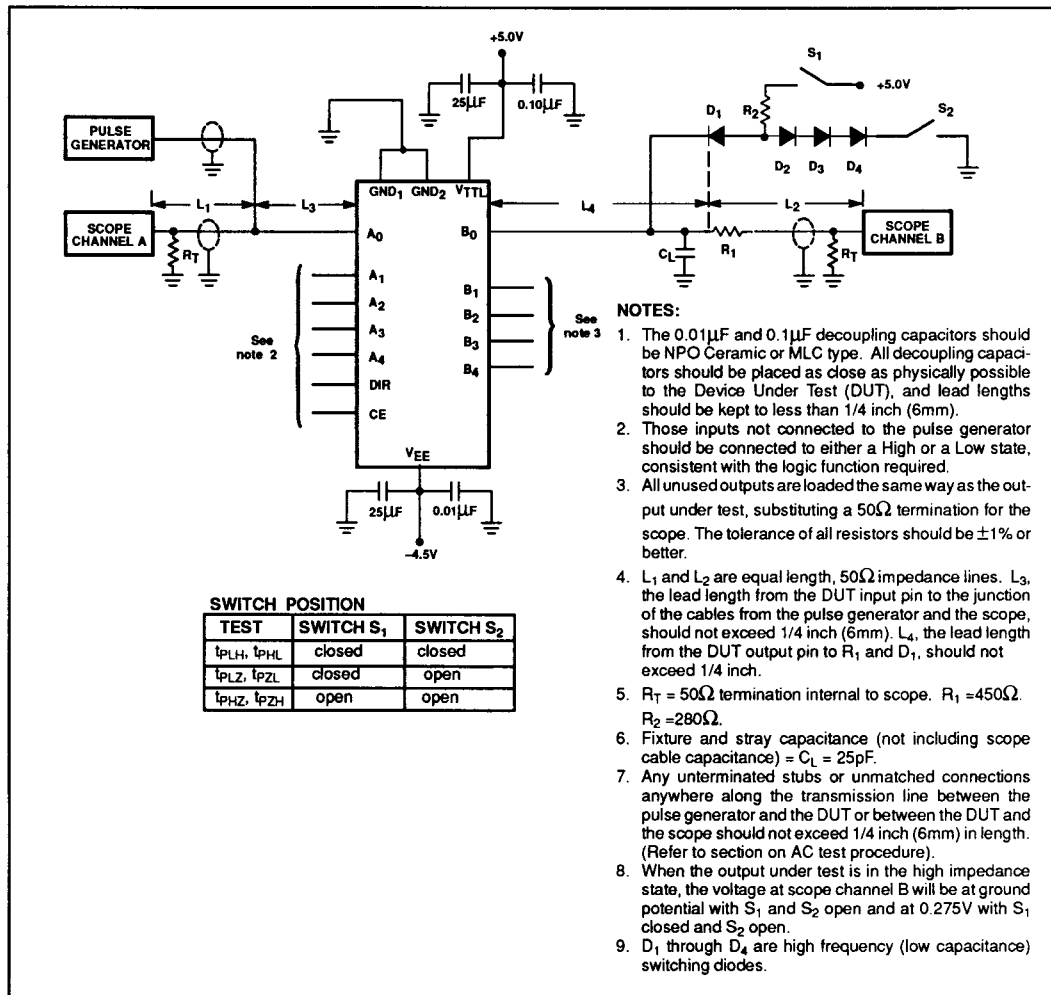 +5.0V
S₁
+5.0V
25μF
0.10μF
D₁
R₂
S₂
PULSE
GENERATOR
D₂
D₃
D₄
GND₁
GND₂
VTTL
L₁
L₃
L₄
L₂
SCOPE
CHANNEL A
RT
A₀
B₀
CL
R₁
RT
SCOPE
CHANNEL B
A₁
A₂
A₃
A₄
DIR
CE
See
note 2
B₁
B₂
B₃
B₄
See
note 3
VEE
25μF
0.01μF
–4.5V
SWITCH POSITION
TEST SWITCH S₁ SWITCH S₂
tPLH, tPHL closed closed
tPLZ, tPZL closed open
tPHZ, tPZH open open
NOTES:
1. The 0.01μF and 0.1μF decoupling capacitors should
be NPO Ceramic or MLC type. All decoupling capaci-
tors should be placed as close as physically possible
to the Device Under Test (DUT), and lead lengths
should be kept to less than 1/4 inch (6mm).
2. Those inputs not connected to the pulse generator
should be connected to either a High or a Low state,
consistent with the logic function required.
3. All unused outputs are loaded the same way as the out-
put under test, substituting a 50Ω termination for the
scope. The tolerance of all resistors should be ±1% or
better.
4. L₁ and L₂ are equal length, 50Ω impedance lines. L₃,
the lead length from the DUT input pin to the junction
of the cables from the pulse generator and the scope,
should not exceed 1/4 inch (6mm). L₄, the lead length
from the DUT output pin to R₁ and D₁, should not
exceed 1/4 inch.
5. RT = 50Ω termination internal to scope. R₁ =450Ω.
R₂ =280Ω.
6. Fixture and stray capacitance (not including scope
cable capacitance) = CL = 25pF.
7. Any unterminated stubs or unmatched connections
anywhere along the transmission line between the
pulse generator and the DUT or between the DUT and
the scope should not exceed 1/4 inch (6mm) in length.
(Refer to section on AC test procedure).
8. When the output under test is in the high impedance
state, the voltage at scope channel B will be at ground
potential with S₁ and S₂ open and at 0.275V with S₁
closed and S₂ open.
9. D₁ through D₄ are high frequency (low capacitance)
switching diodes.